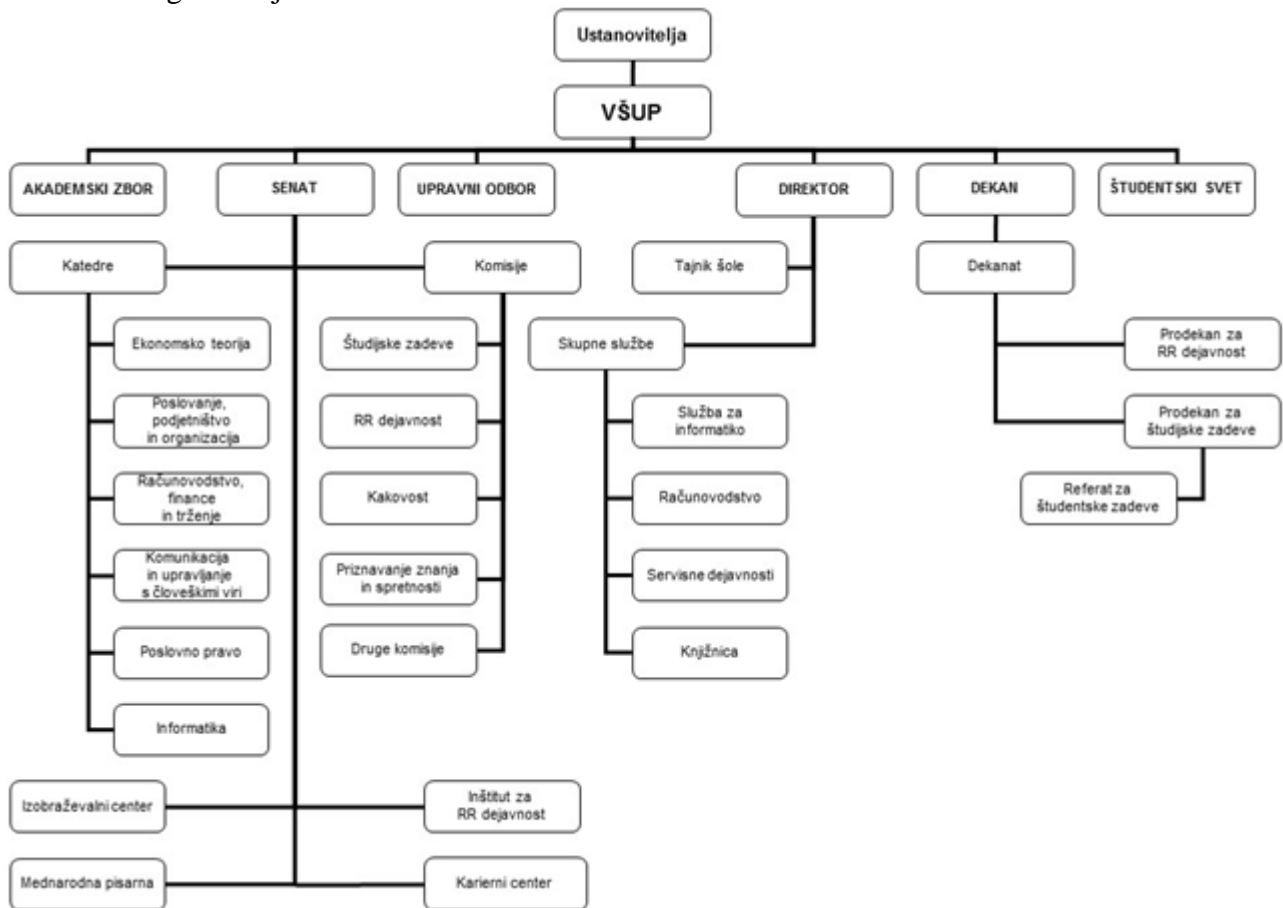 Ustanovitelja
VŠUP
AKADEMSKI ZBOR
SENAT
UPRAVNI ODBOR
DIREKTOR
DEKAN
ŠTUDENTSKI SVET
Katedre
Komisije
Tajnik šole
Dekanat
Ekonomsko teorija
Študijske zadeve
Skupne službe
Prodekan za
RR dejavnost
Poslovanje,
podjetništvo
in organizacija
RR dejavnost
Služba za
informatiko
Prodekan za
študijske zadeve
Računovodstvo,
finance
in trženje
Kakovost
Računovodstvo
Referat za
študentske zadeve
Komunikacija
in upravljanje
s človeškimi viri
Priznavanje znanja
in spretnosti
Servisne dejavnosti
Poslovno pravo
Druge komisije
Knjižnica
Informatika
Izobraževalni center
Inštitut za
RR dejavnost
Mednarodna pisarna
Karierni center